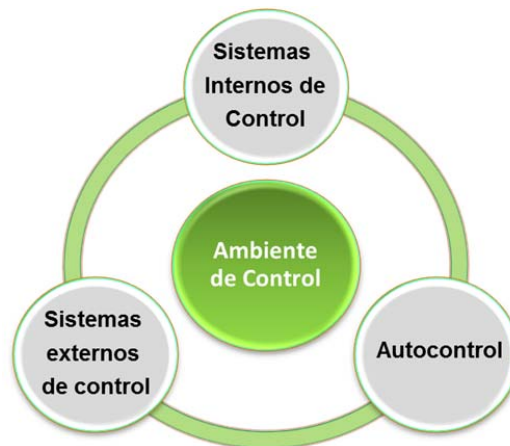 Sistemas
Internos de
Control
Ambiente
de Control
Sistemas
externos
de control
Autocontrol